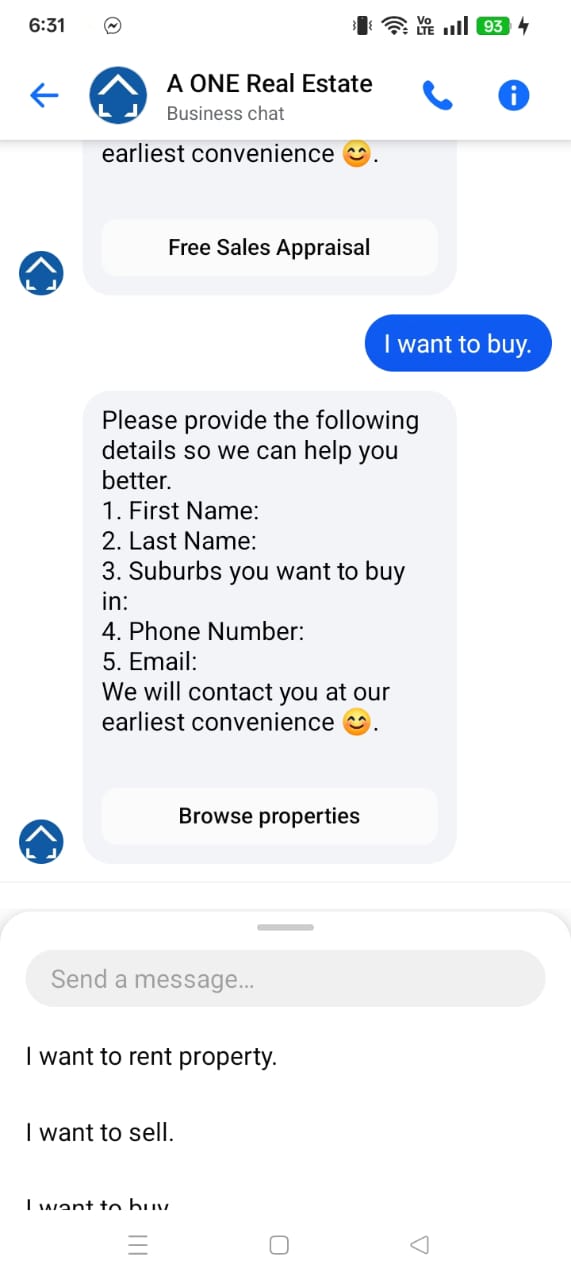 6:31
Vo
LTE
93
A ONE Real Estate
Business chat
earliest convenience 😊.
Free Sales Appraisal
I want to buy.
Please provide the following
details so we can help you
better.
1. First Name:
2. Last Name:
3. Suburbs you want to buy
in:
4. Phone Number:
5. Email:
We will contact you at our
earliest convenience 😊.
Browse properties
Send a message...
I want to rent property.
I want to sell.
I want to buy